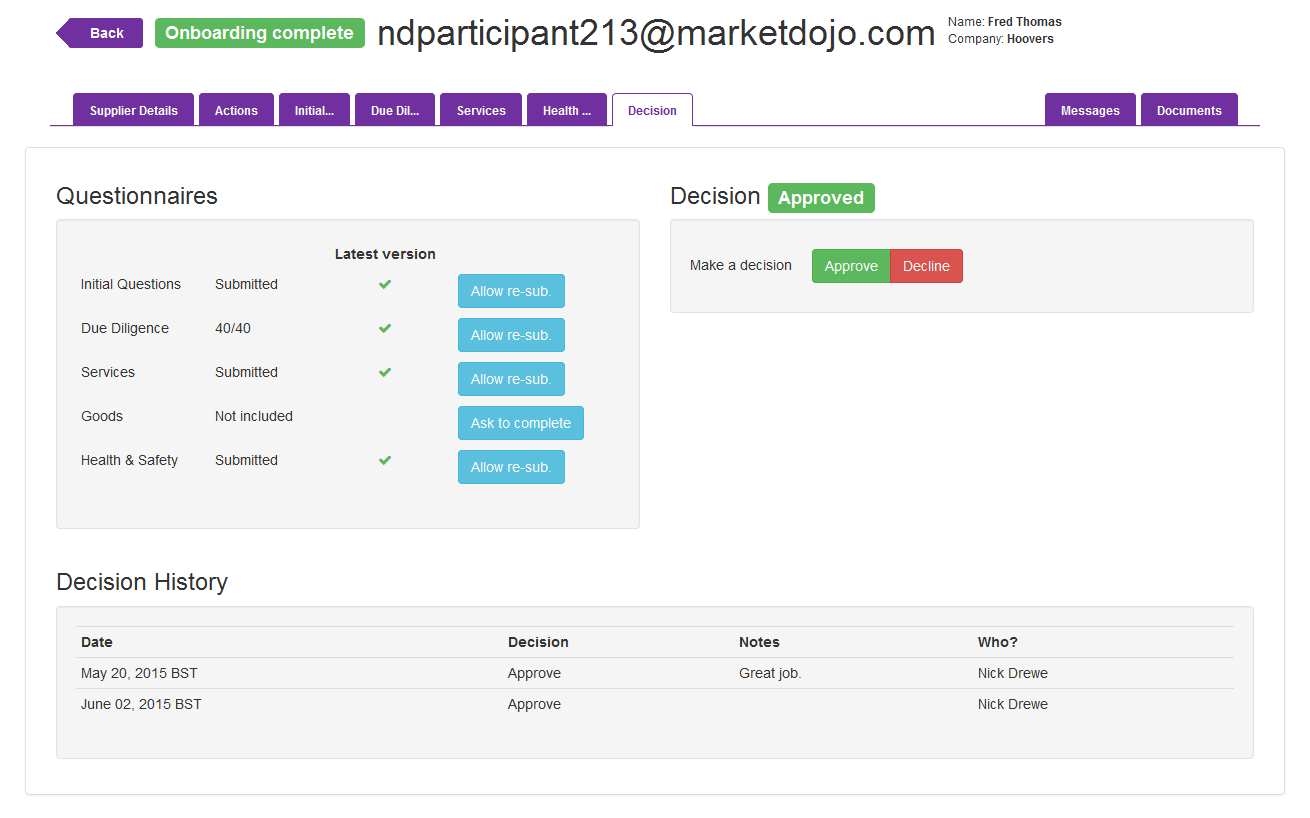 Back Onboarding complete ndparticipant213@marketdojo.com Name: Fred Thomas
Company: Hoovers
Supplier Details Actions Initial... Due Dil... Services Health ... Decision Messages Documents
Questionnaires
Latest version
Initial Questions Submitted Allow re-sub.
Due Diligence 40/40 Allow re-sub.
Services Submitted Allow re-sub.
Goods Not included Ask to complete
Health & Safety Submitted Allow re-sub.
Decision Approved
Make a decision Approve Decline
Decision History
Date Decision Notes Who?
May 20, 2015 BST Approve Great job. Nick Drewe
June 02, 2015 BST Approve Nick Drewe